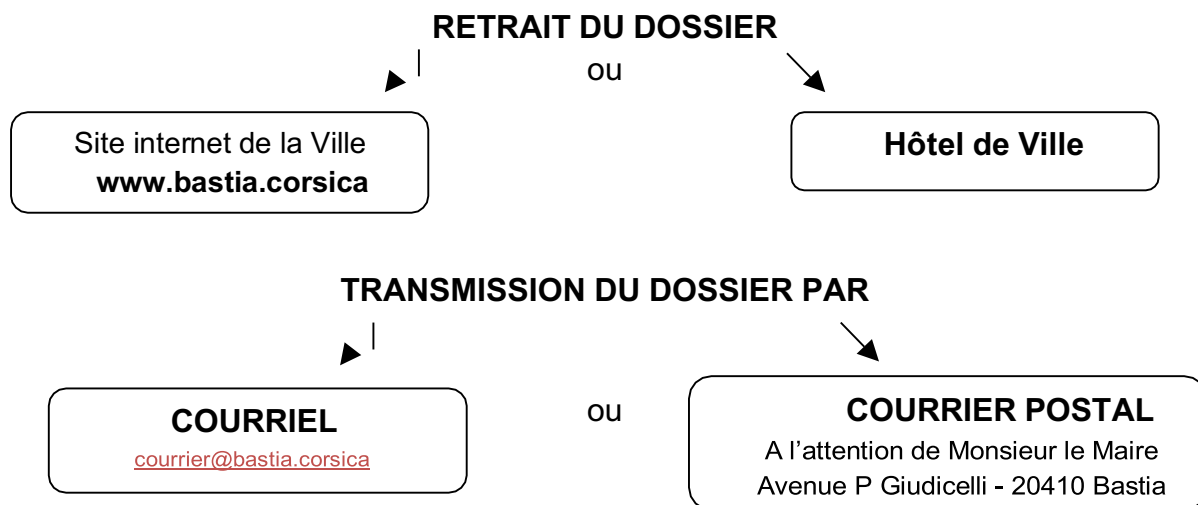 RETRAIT DU DOSSIER
ou
Site internet de la Ville
www.bastia.corsica
Hôtel de Ville
TRANSMISSION DU DOSSIER PAR
COURRIEL
courrier@bastia.corsica
ou
COURRIER POSTAL
A l’attention de Monsieur le Maire
Avenue P Giudicelli - 20410 Bastia